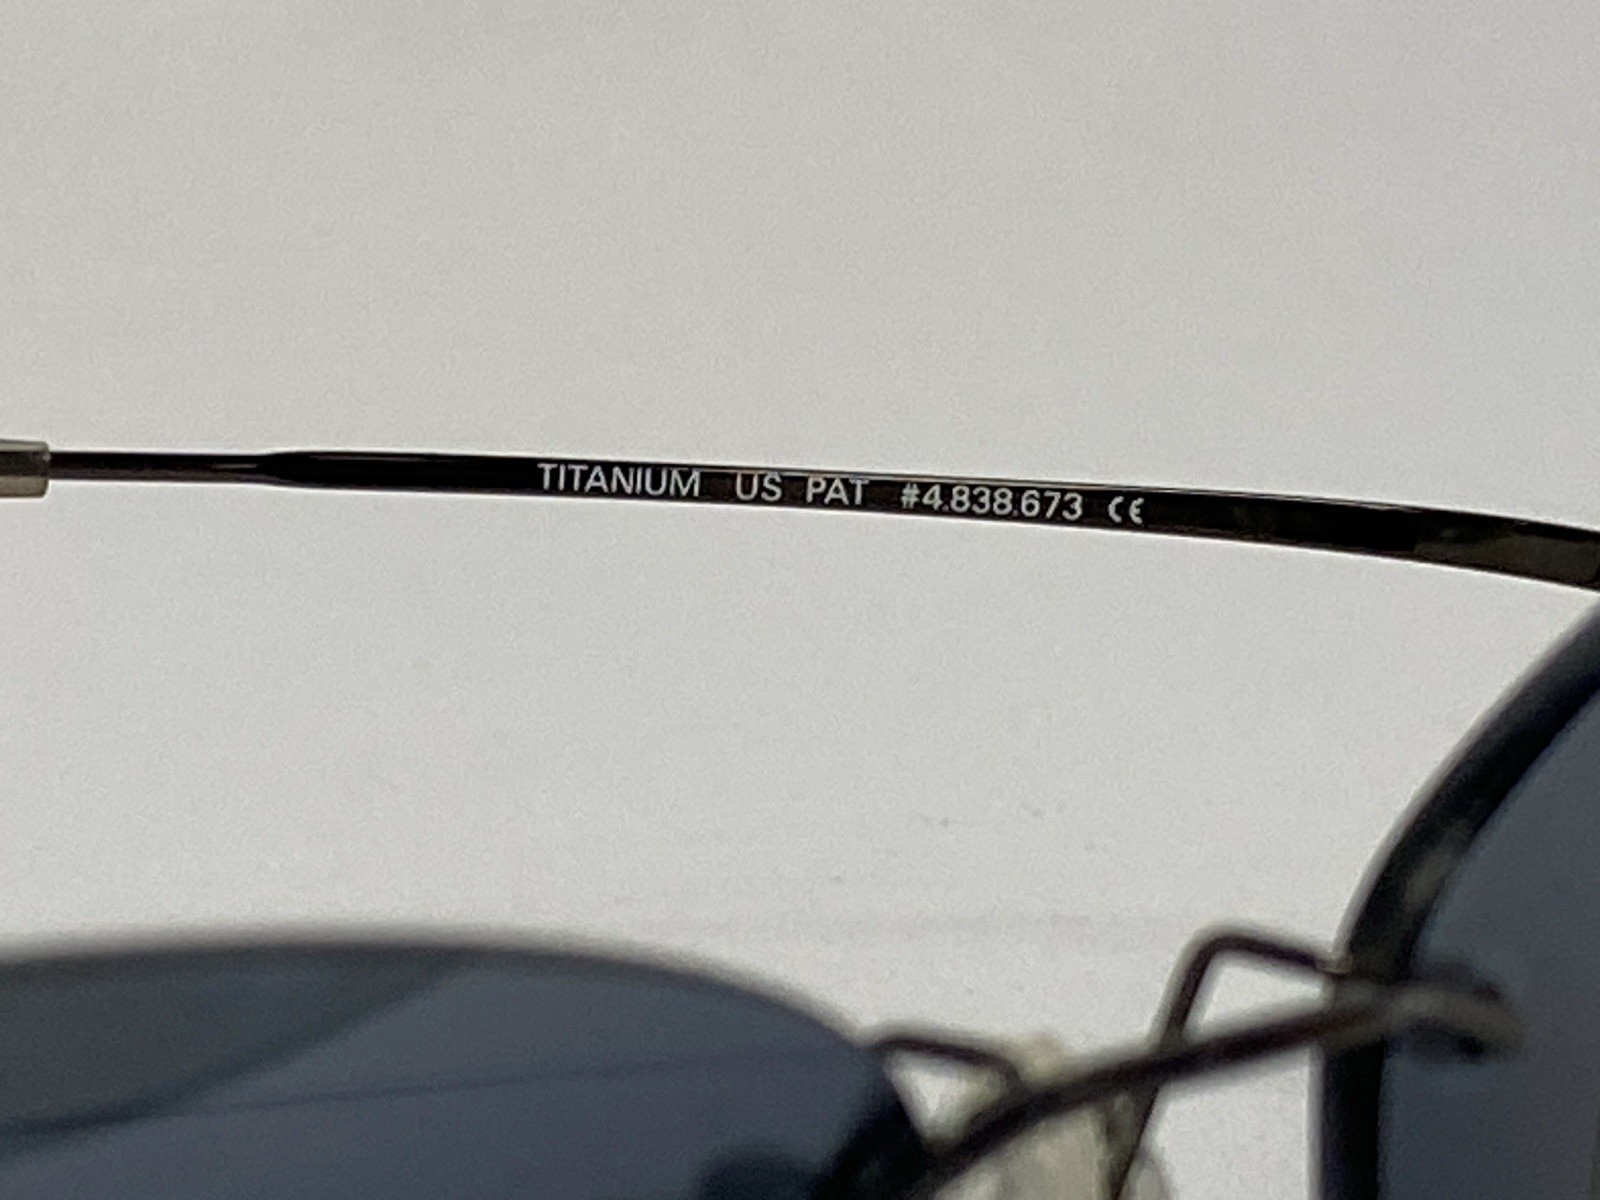 TITANIUM US PAT #4.838.673 CE